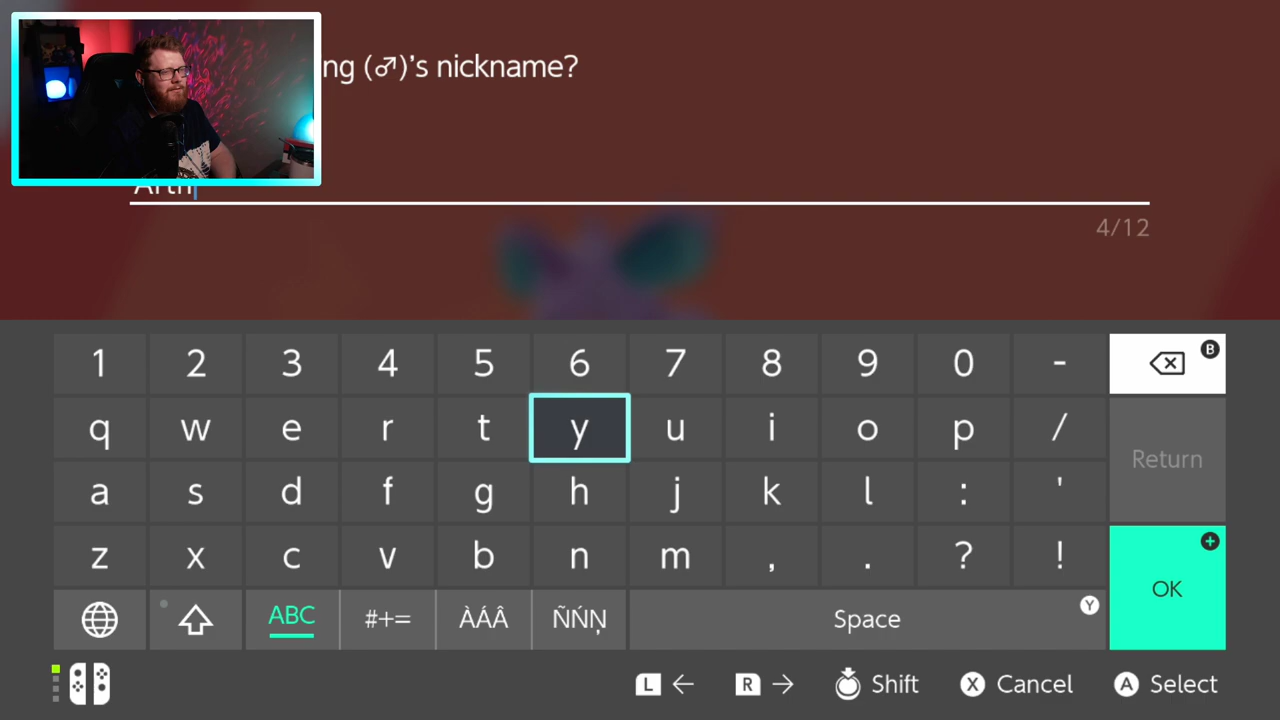 ng (♂)'s nickname?
Arth
4/12
1 2 3 4 5 6 7 8 9 0 - B
q w e r t y u i o p /
Return
a s d f g h j k l : '
z x c v b n m , . ? ! +
OK
ABC #+= ÀÁÂ ÑŃŅ Space Y
L ← R → Shift X Cancel A Select